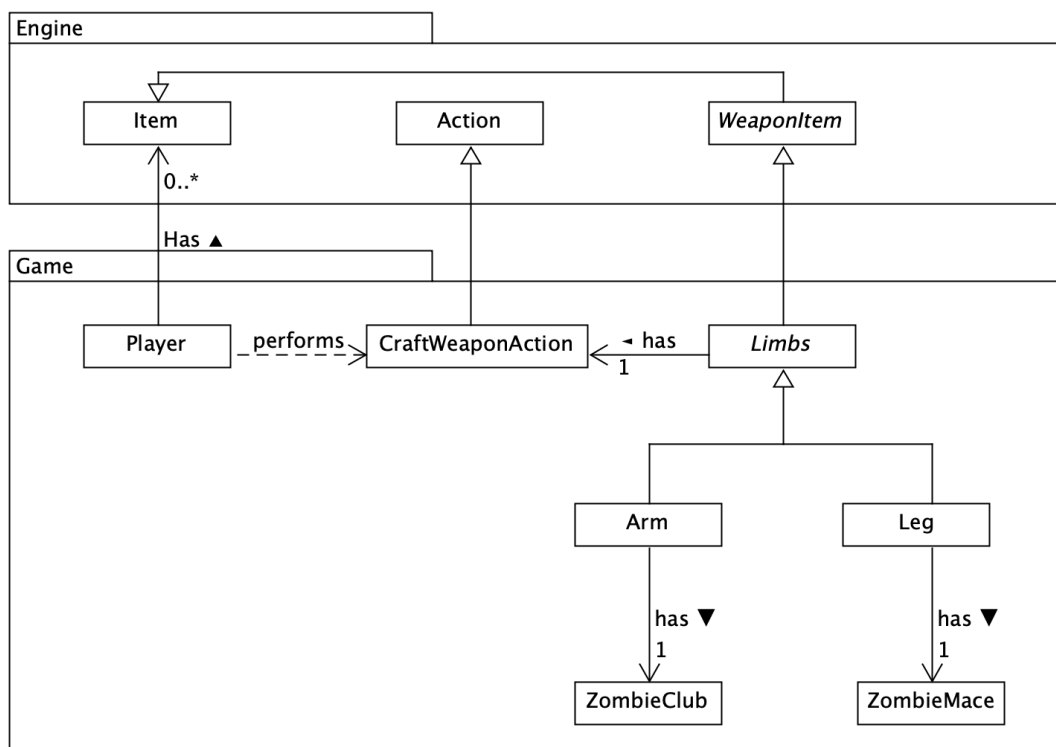 Engine
Item
Action
WeaponItem
0..*
Has ▲
Game
Player
performs
CraftWeaponAction
◄ has
1
Limbs
Arm
Leg
has ▼
1
has ▼
1
ZombieClub
ZombieMace